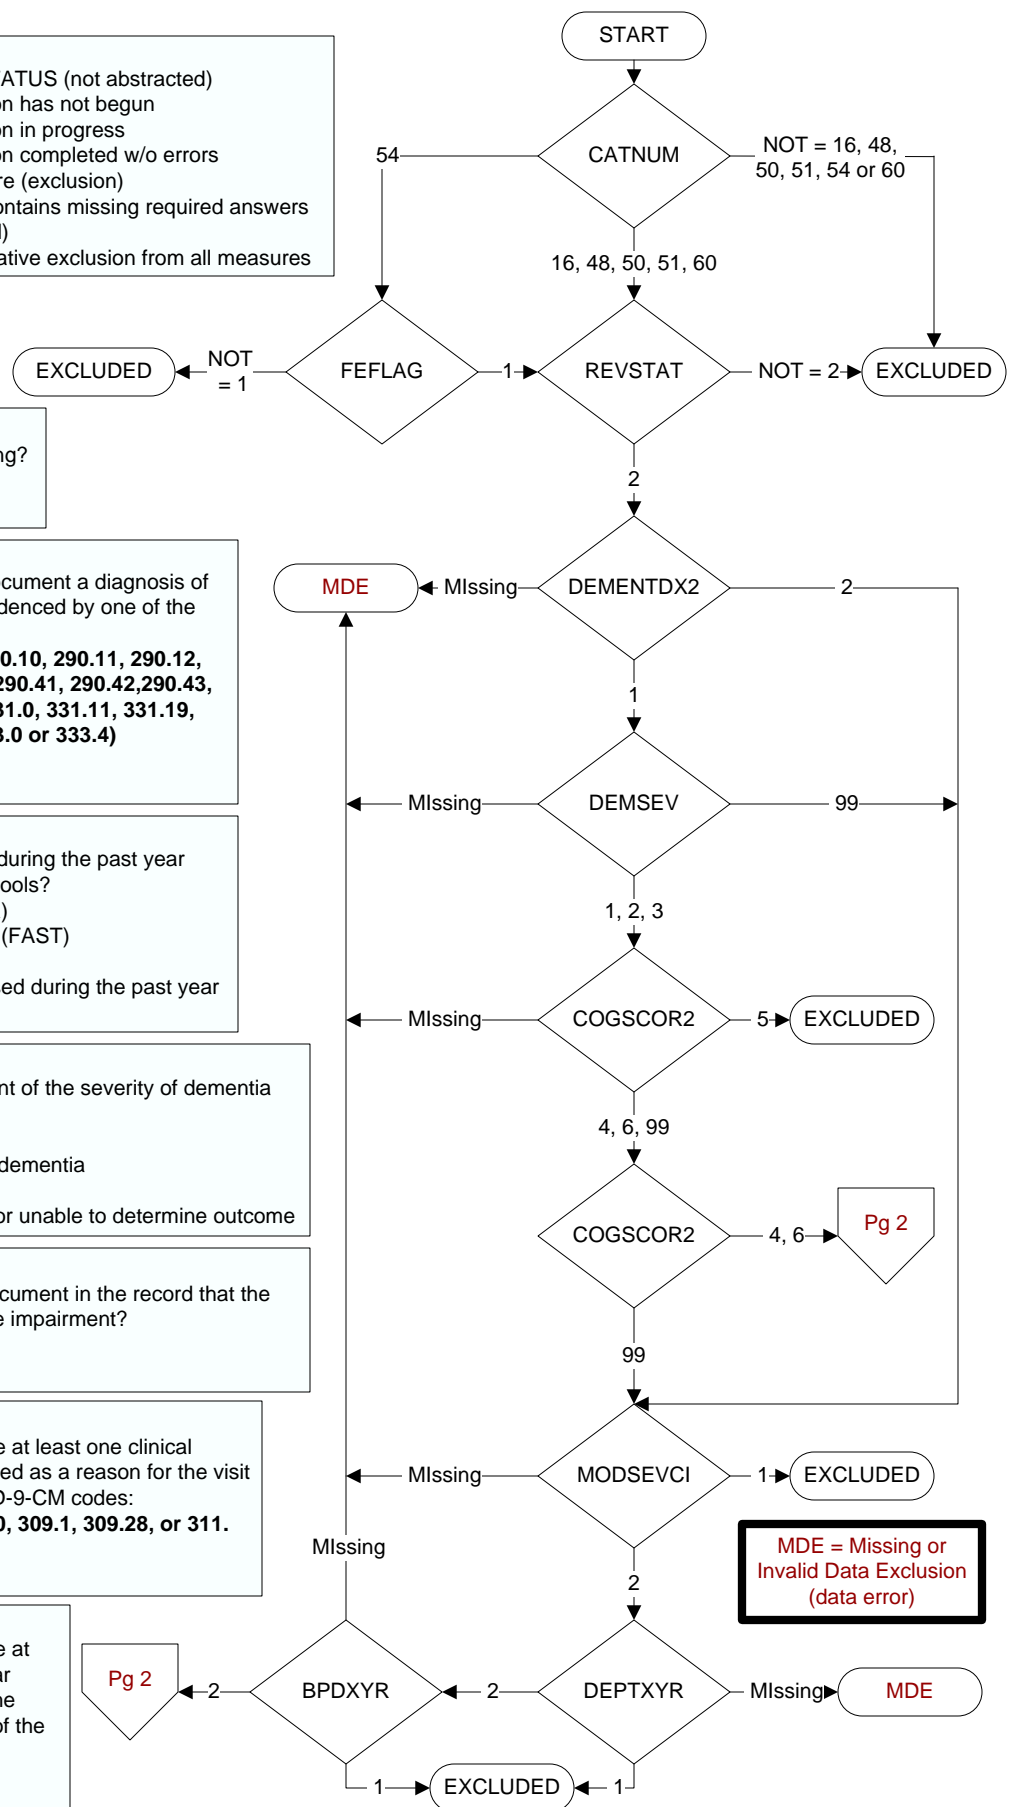 START
TATUS (not abstracted)
on has not begun
on in progress
on completed w/o errors
re (exclusion)
ontains missing required answers
l)
ative exclusion from all measures
CATNUM
54
NOT = 16, 48,
50, 51, 54 or 60
16, 48, 50, 51, 60
EXCLUDED
NOT
= 1
FEFLAG
1
REVSTAT
NOT = 2
EXCLUDED
2
ng?
ocument a diagnosis of
idenced by one of the
0.10, 290.11, 290.12,
290.41, 290.42,290.43,
31.0, 331.11, 331.19,
3.0 or 333.4)
MDE
MIssing
DEMENTDX2
2
1
during the past year
ools?
)
(FAST)
sed during the past year
MIssing
DEMSEV
99
1, 2, 3
MIssing
COGSCOR2
5
EXCLUDED
nt of the severity of dementia
dementia
or unable to determine outcome
4, 6, 99
COGSCOR2
4, 6
Pg 2
ocument in the record that the
e impairment?
99
e at least one clinical
ed as a reason for the visit
D-9-CM codes:
0, 309.1, 309.28, or 311.
MIssing
MODSEVCI
1
EXCLUDED
MDE = Missing or
Invalid Data Exclusion
(data error)
MIssing
2
e at
ar
he
of the
Pg 2
2
BPDXYR
2
DEPTXYR
MIssing
MDE
1
EXCLUDED
1